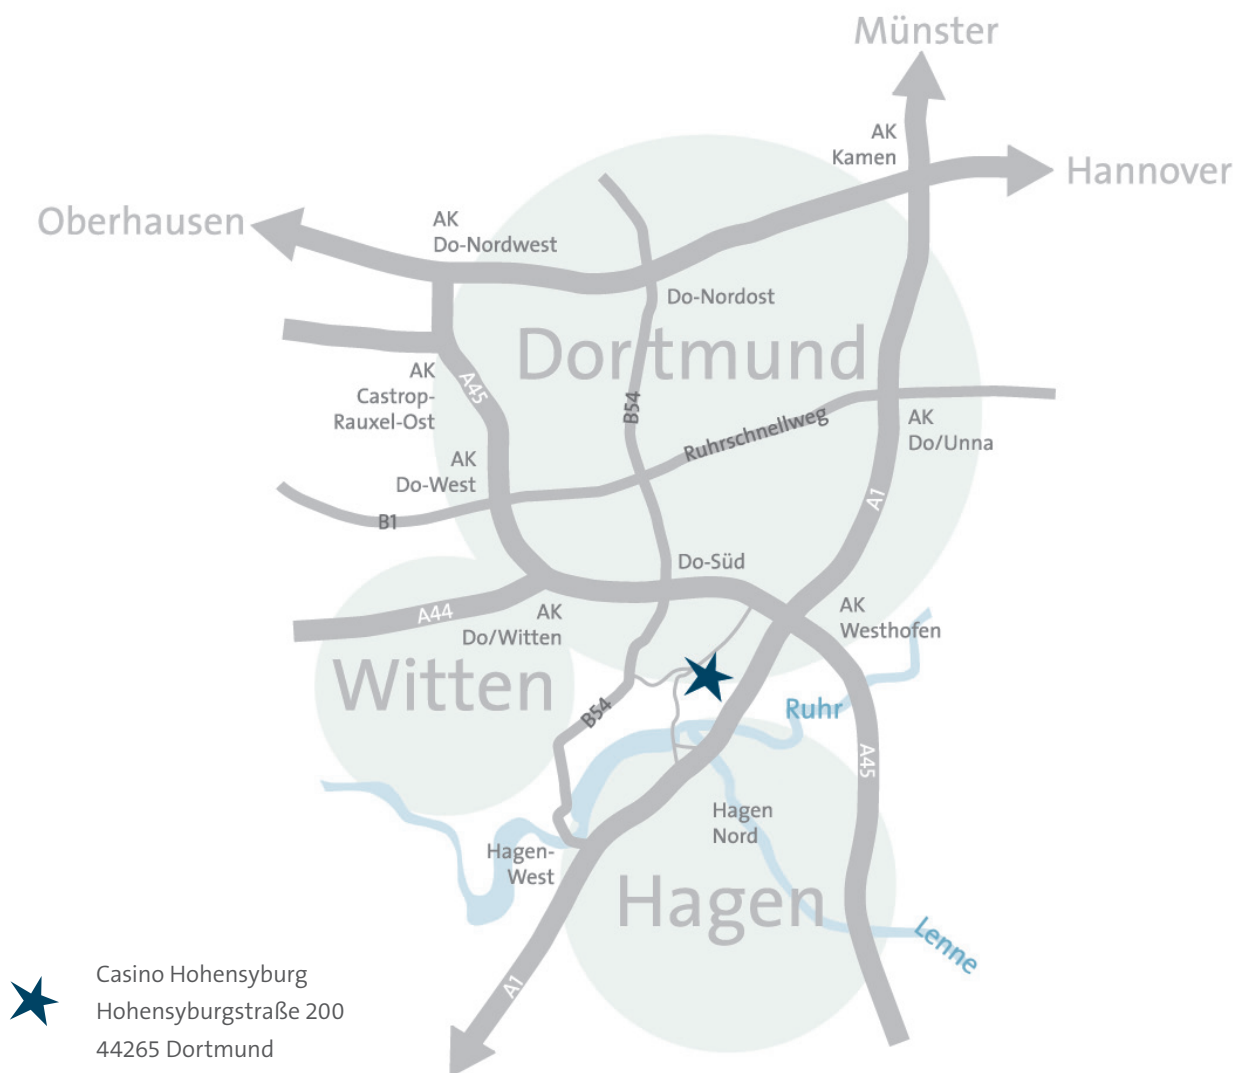 Münster
AK
Kamen
Hannover
Oberhausen
AK
Do-Nordwest
Do-Nordost
Dortmund
AK
Castrop-
Rauxel-Ost
A45
B54
Ruhrschnellweg
AK
Do/Unna
AK
Do-West
A1
B1
Do-Süd
A44
AK
Do/Witten
AK
Westhofen
Witten
B54
Ruhr
A45
Hagen
Nord
Hagen-
West
Hagen
Lenne
A1
Casino Hohensyburg
Hohensyburgstraße 200
44265 Dortmund